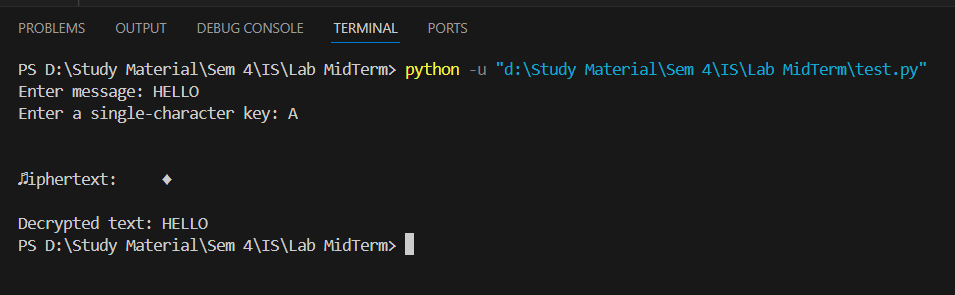 PROBLEMS OUTPUT DEBUG CONSOLE TERMINAL PORTS
PS D:\Study Material\Sem 4\IS\Lab MidTerm> python -u "d:\Study Material\Sem 4\IS\Lab MidTerm\test.py"
Enter message: HELLO
Enter a single-character key: A
♬iphertext: ♦
Decrypted text: HELLO
PS D:\Study Material\Sem 4\IS\Lab MidTerm>